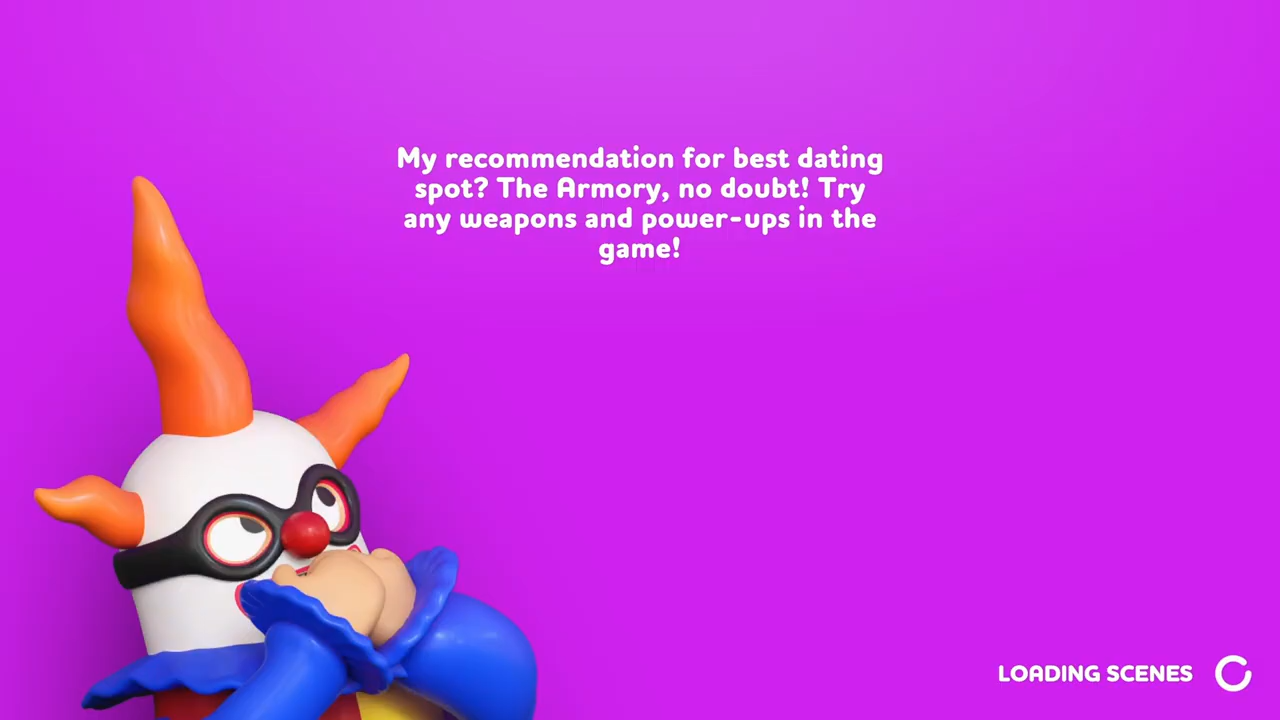 My recommendation for best dating
spot? The Armory, no doubt! Try
any weapons and power-ups in the
game!
LOADING SCENES